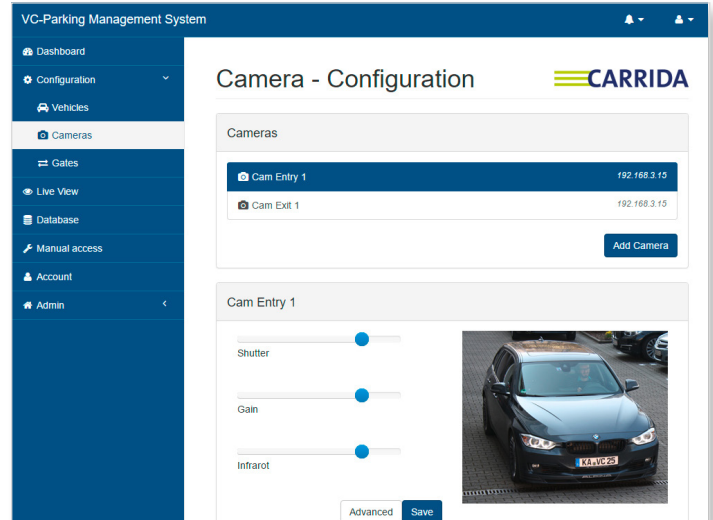 VC-Parking Management System
Dashboard
Configuration
Vehicles
Cameras
Gates
Live View
Database
Manual access
Account
Admin
Camera - Configuration
CARRIDA
Cameras
Cam Entry 1 192.168.3.15
Cam Exit 1 192.168.3.15
Add Camera
Cam Entry 1
Shutter
Gain
Infrarot
KA VC 25
Advanced Save